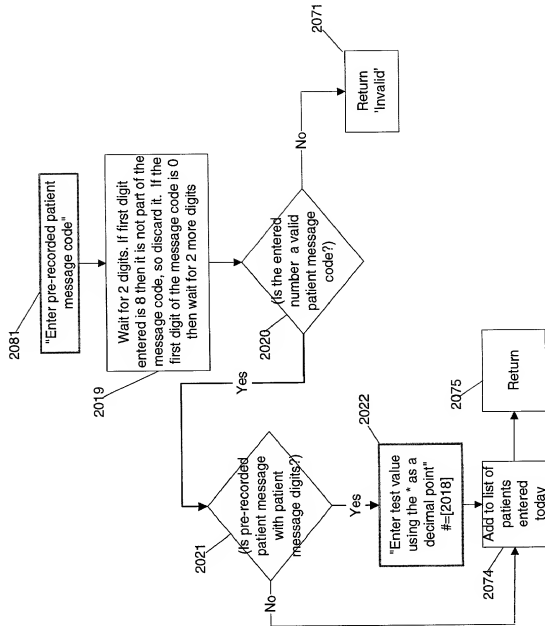 2081
"Enter pre-recorded patient
message code"
2019
Wait for 2 digits. If first digit
entered is 8 then it is not part of the
message code, so discard it. If the
first digit of the message code is 0
then wait for 2 more digits
2020
(Is the entered
number a valid
patient message
code?)
No
2071
Return
'Invalid'
Yes
2021
(Is pre-recorded
patient message
with patient
message digits?)
Yes
2022
"Enter test value
using the * as a
decimal point"
#=[2018]
No
2074
Add to list of
patients
entered
today
2075
Return